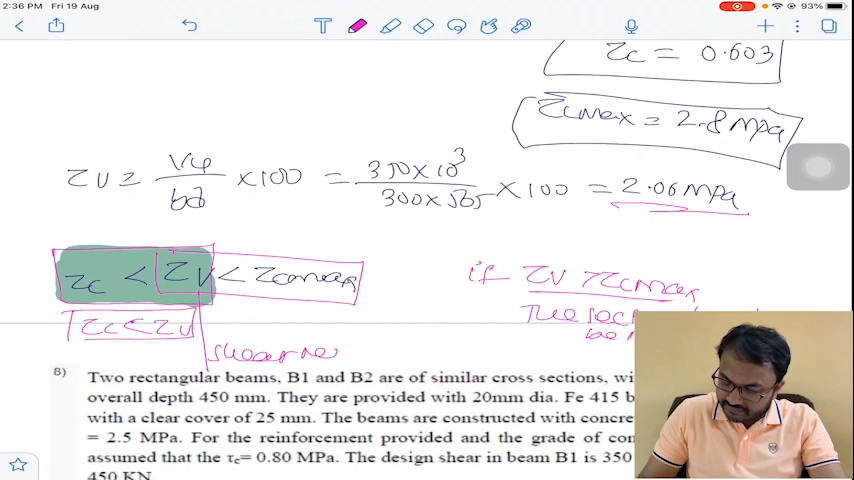 2:36 PM Fri 19 Aug 93%
τc = 0.603
τcmax = 2.8 mpa
τv = Vu/bd × 100 = 350×10³/300×565 × 100 = 2.06 mpa
τc < τv < τcmax
if τv > τcmax
τc < τv
The sec
be
shear
8) Two rectangular beams, B1 and B2 are of similar cross sections, wi
overall depth 450 mm. They are provided with 20mm dia. Fe 415 b
with a clear cover of 25 mm. The beams are constructed with concre
= 2.5 MPa. For the reinforcement provided and the grade of con
assumed that the τc= 0.80 MPa. The design shear in beam B1 is 350
450 KN.